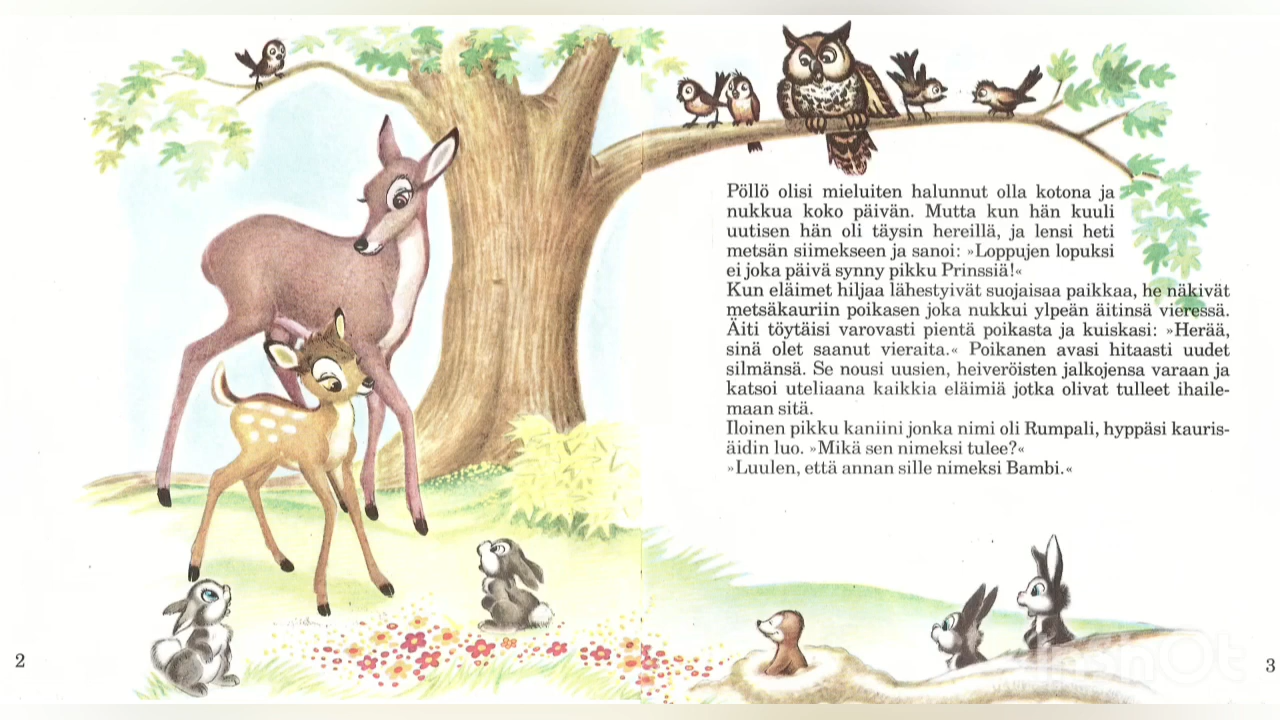 Pöllö olisi mieluiten halunnut olla kotona ja
nukkua koko päivän. Mutta kun hän kuuli
uutisen hän oli täysin hereillä, ja lensi heti
metsän siimekseen ja sanoi: »Loppujen lopuksi
ei joka päivä synny pikku Prinssiä!«
Kun eläimet hiljaa lähestyivät suojaisaa paikkaa, he näkivät
metsäkauriin poikasen joka nukkui ylpeän äitinsä vieressä.
Äiti töytäisi varovasti pientä poikasta ja kuiskasi: »Herää,
sinä olet saanut vieraita.« Poikanen avasi hitaasti uudet
silmänsä. Se nousi uusien, heiveröisten jalkojensa varaan ja
katsoi uteliaana kaikkia eläimiä jotka olivat tulleet ihaile-
maan sitä.
Iloinen pikku kaniini jonka nimi oli Rumpali, hyppäsi kauris-
äidin luo. »Mikä sen nimeksi tulee?«
»Luulen, että annan sille nimeksi Bambi.«
2
3
InshOt